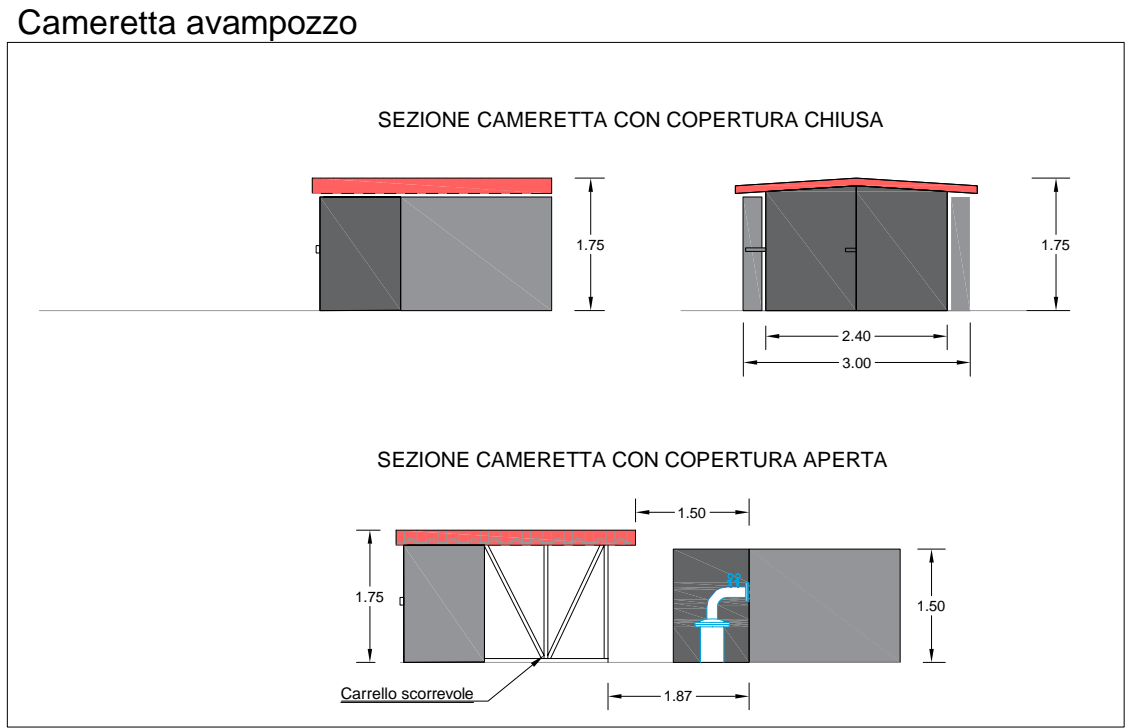 Cameretta avampozzo
SEZIONE CAMERETTA CON COPERTURA CHIUSA
1.75
1.75
2.40
3.00
SEZIONE CAMERETTA CON COPERTURA APERTA
1.50
1.75
1.50
Carrello scorrevole
1.87